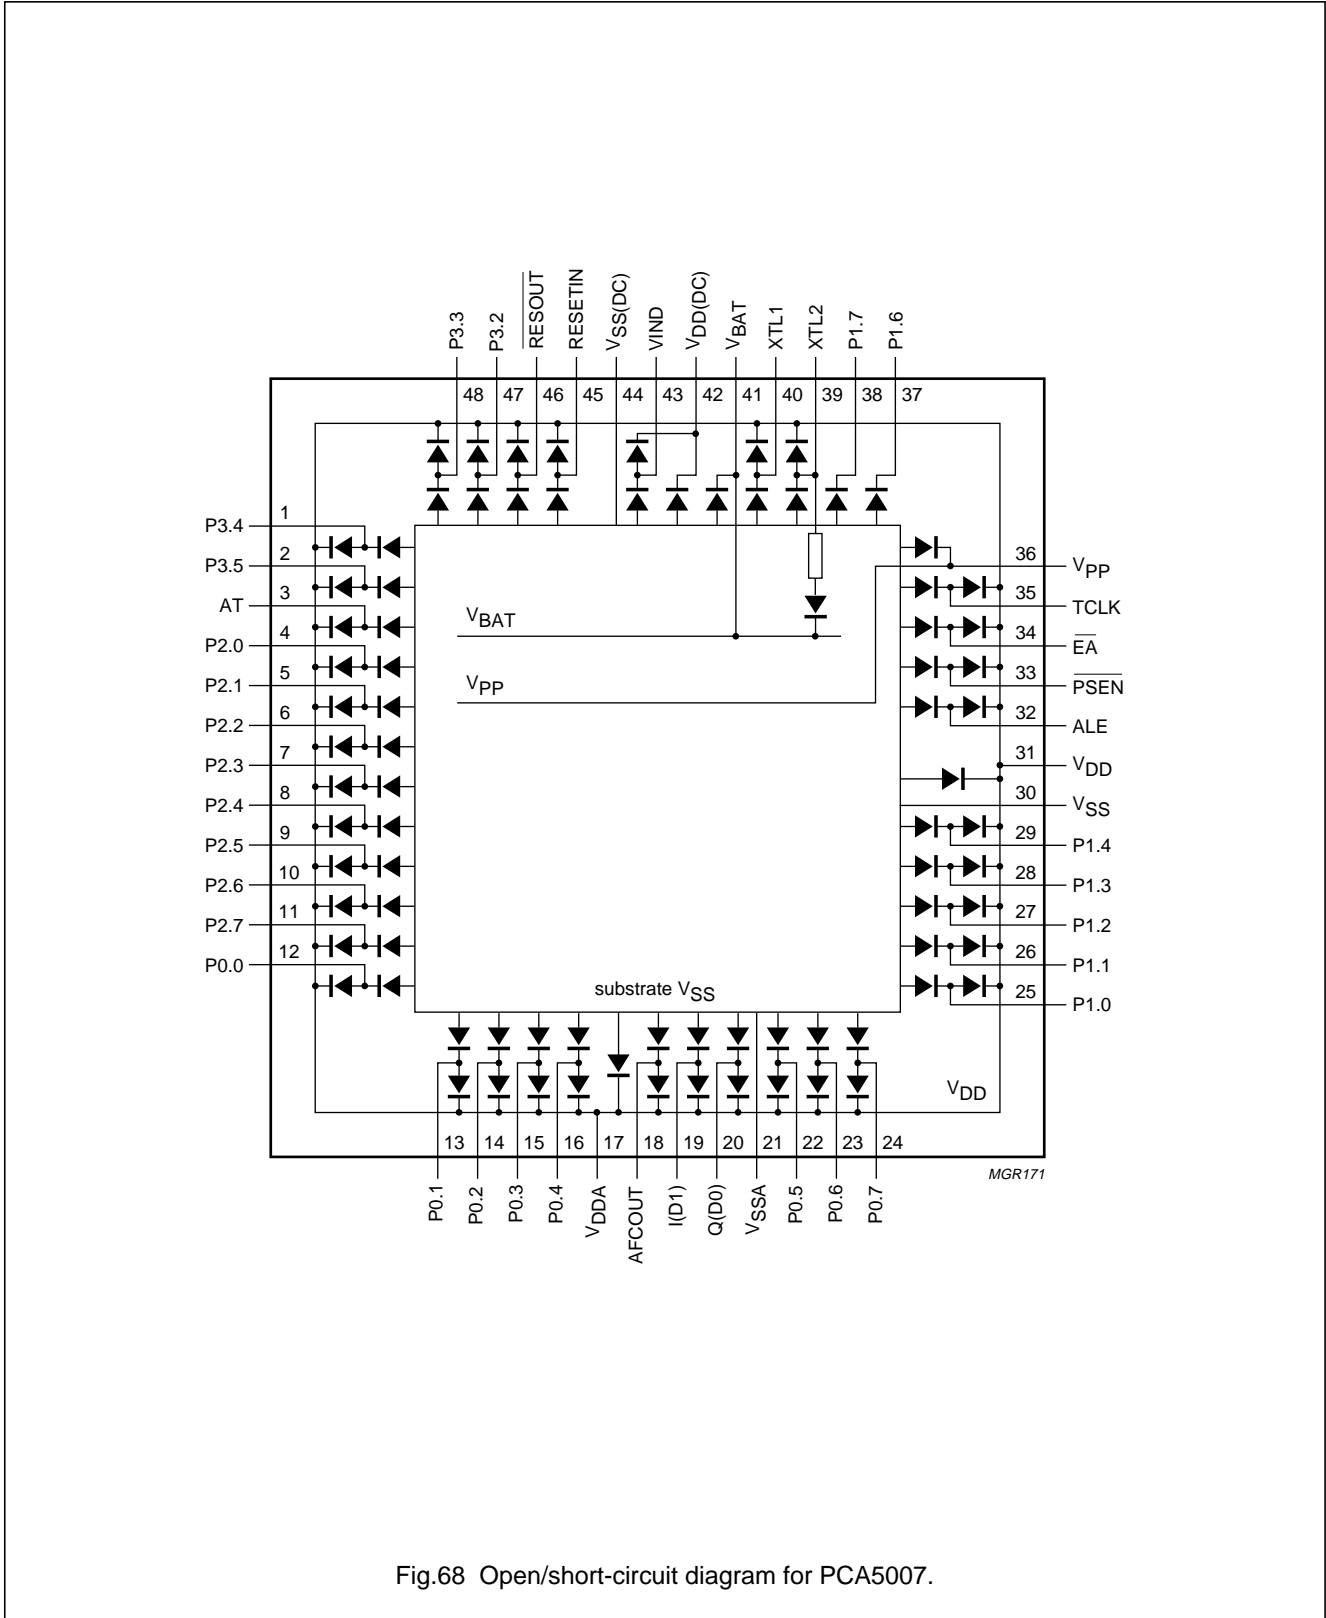 P3.3
P3.2
RESOUT
RESETIN
VSS(DC)
VIND
VDD(DC)
VBAT
XTL1
XTL2
P1.7
P1.6
48 47 46 45 44 43 42 41 40 39 38 37
P3.4 1
P3.5 2
AT 3
P2.0 4
P2.1 5
P2.2 6
P2.3 7
P2.4 8
P2.5 9
P2.6 10
P2.7 11
P0.0 12
VBAT
VPP
substrate VSS
VDD
36 VPP
35 TCLK
34 EA
33 PSEN
32 ALE
31 VDD
30 VSS
29 P1.4
28 P1.3
27 P1.2
26 P1.1
25 P1.0
13 14 15 16 17 18 19 20 21 22 23 24
P0.1
P0.2
P0.3
P0.4
VDDA
AFCOUT
I(D1)
Q(D0)
VSSA
P0.5
P0.6
P0.7
MGR171
Fig.68 Open/short-circuit diagram for PCA5007.